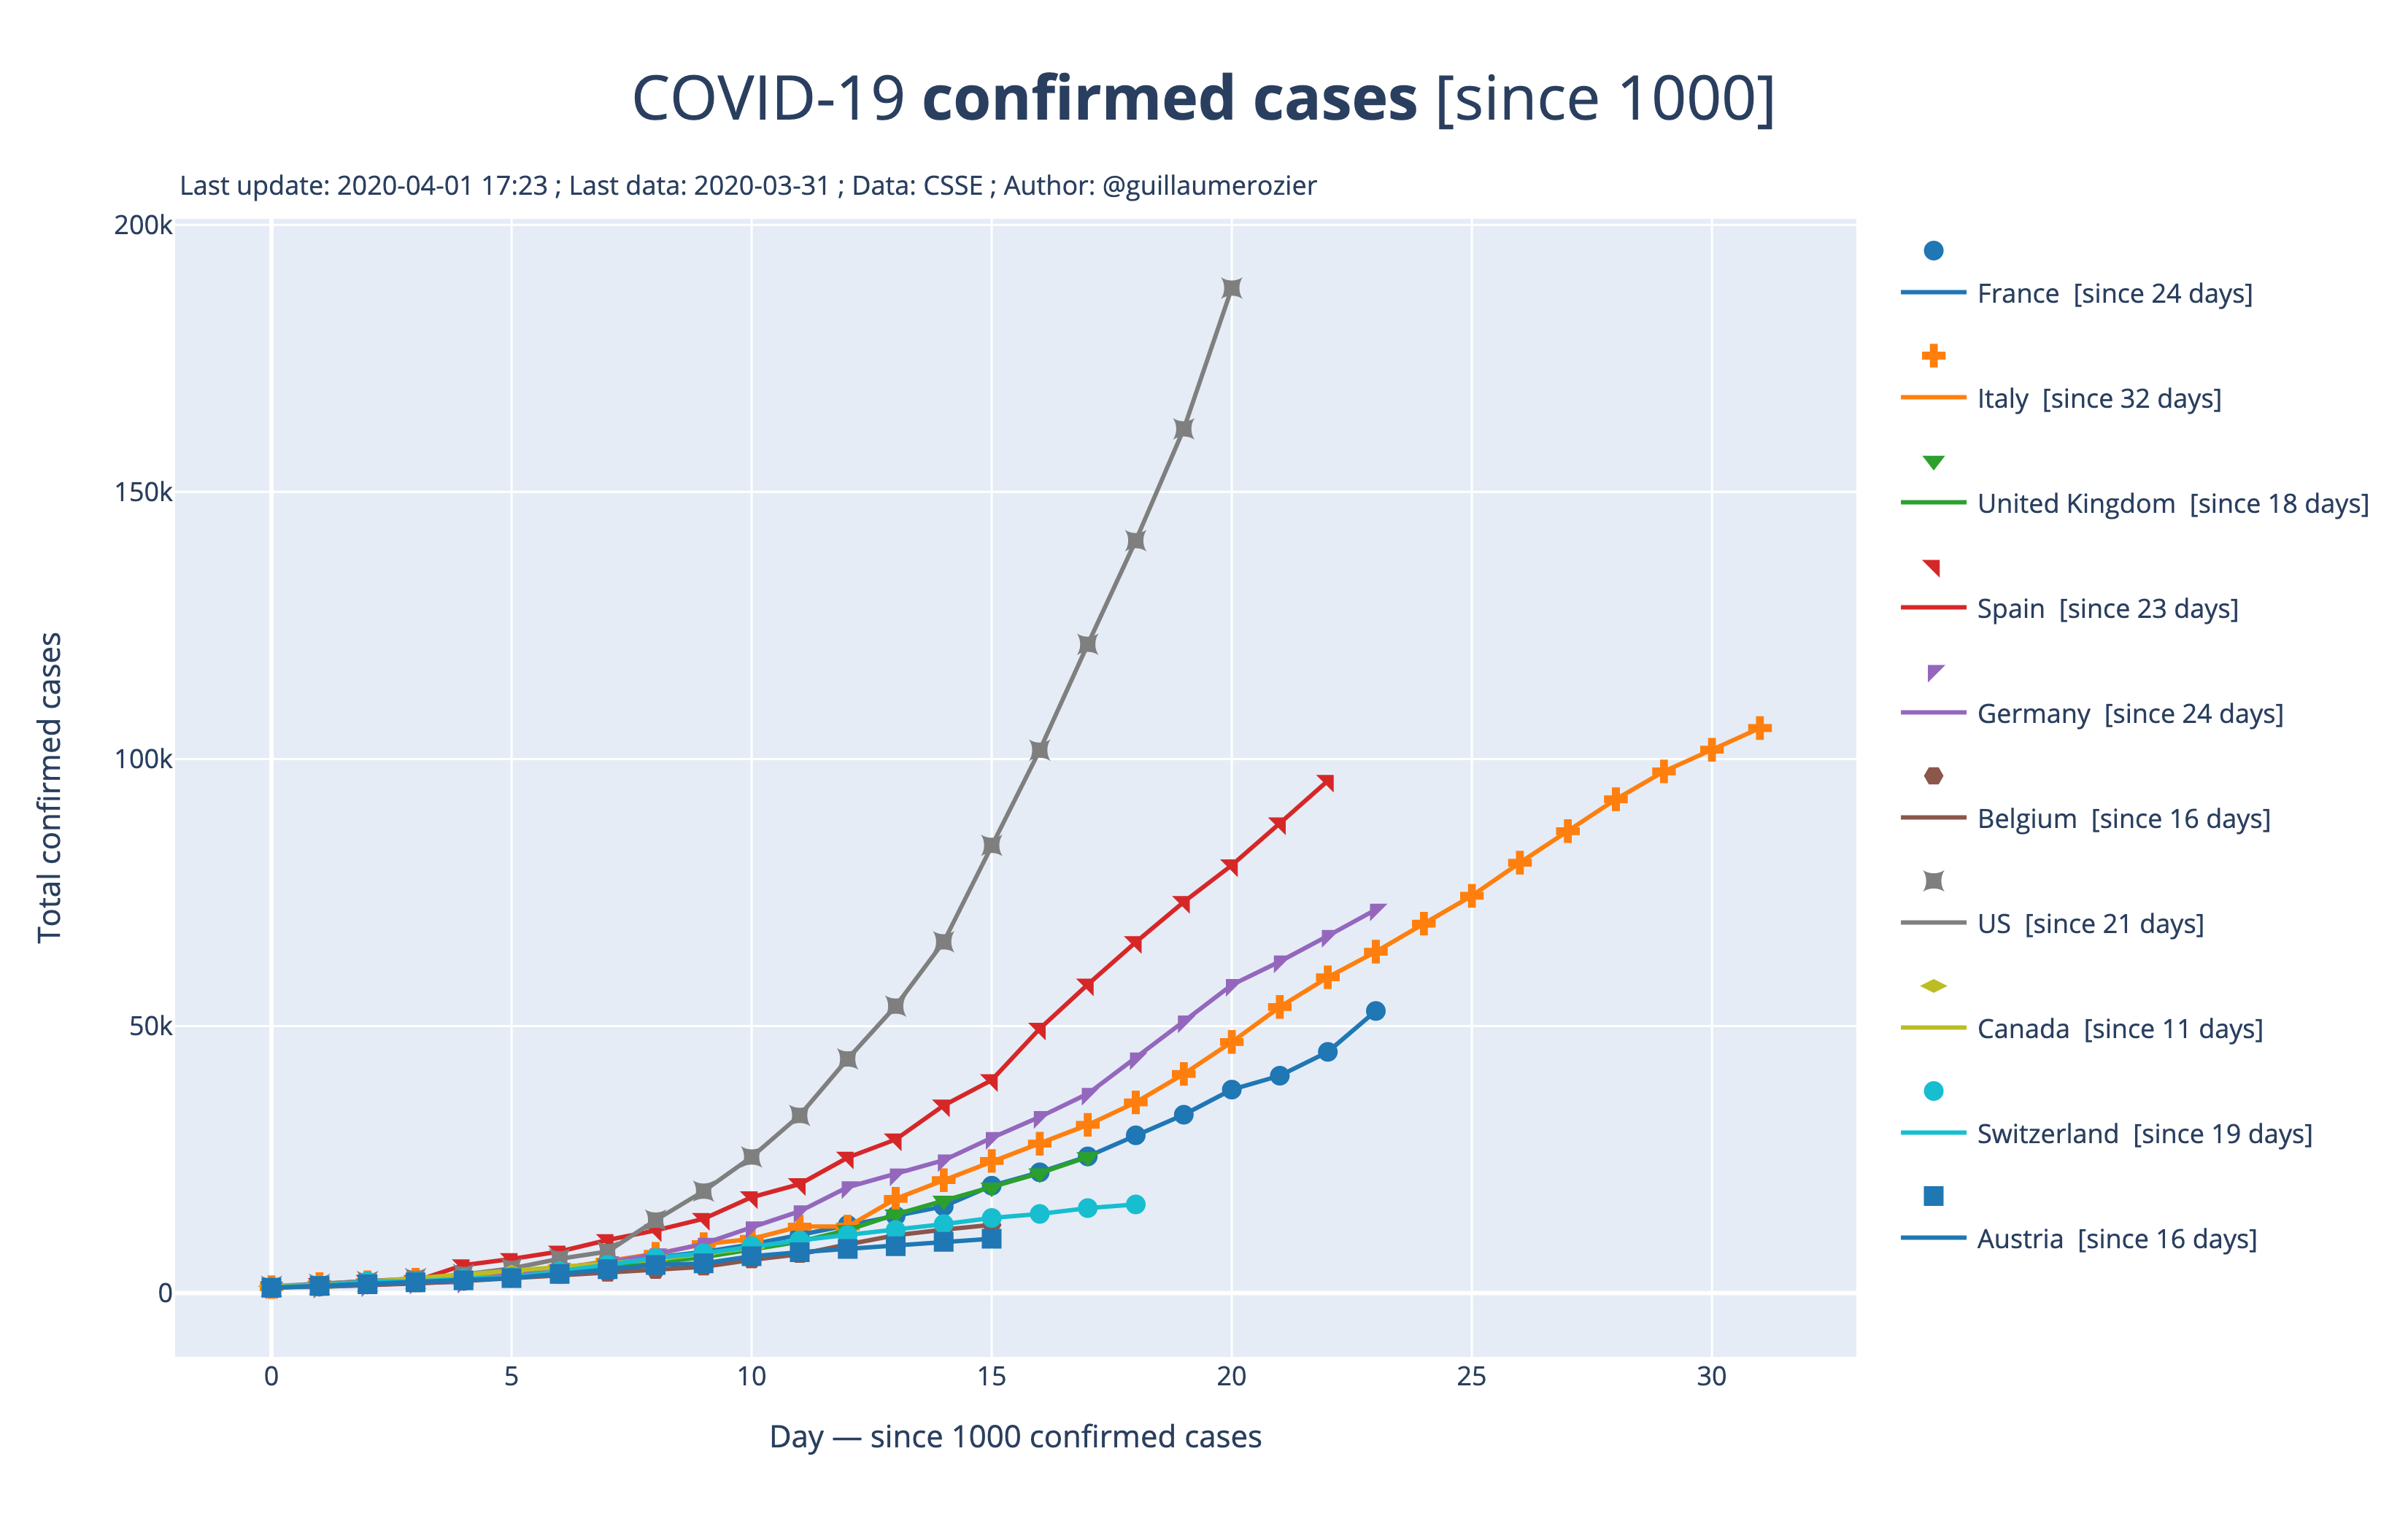 COVID-19 confirmed cases [since 1000]
Last update: 2020-04-01 17:23 ; Last data: 2020-03-31 ; Data: CSSE ; Author: @guillaumerozier
200k
150k
100k
50k
0
Total confirmed cases
0 5 10 15 20 25 30
Day — since 1000 confirmed cases
France [since 24 days]
Italy [since 32 days]
United Kingdom [since 18 days]
Spain [since 23 days]
Germany [since 24 days]
Belgium [since 16 days]
US [since 21 days]
Canada [since 11 days]
Switzerland [since 19 days]
Austria [since 16 days]